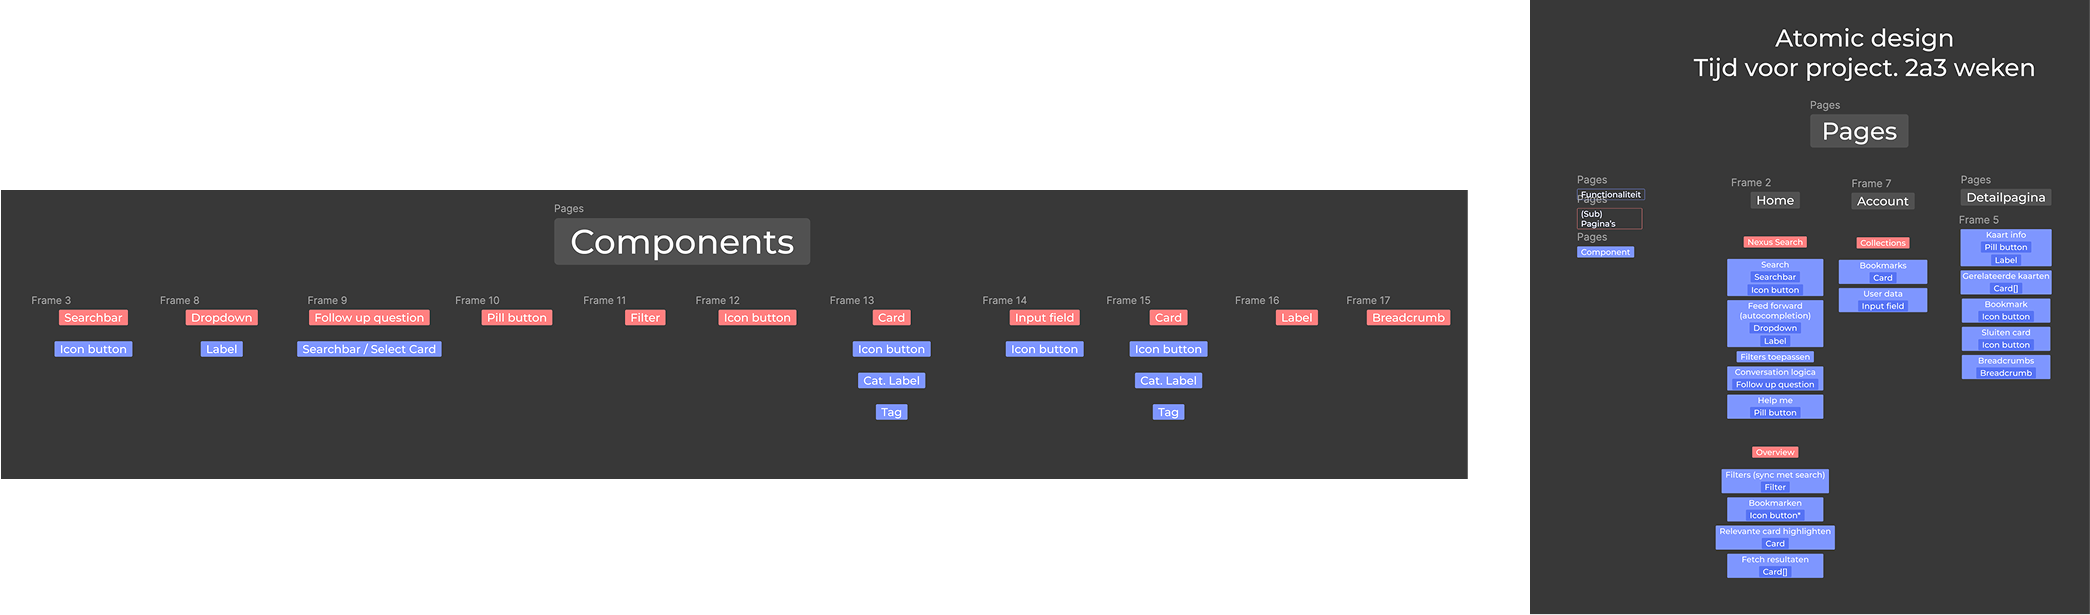 Pages
Components
Frame 3
Searchbar
Icon button
Frame 8
Dropdown
Label
Frame 9
Follow up question
Searchbar / Select Card
Frame 10
Pill button
Frame 11
Filter
Frame 12
Icon button
Frame 13
Card
Icon button
Cat. Label
Tag
Frame 14
Input field
Icon button
Frame 15
Card
Icon button
Cat. Label
Tag
Frame 16
Label
Frame 17
Breadcrumb
Atomic design
Tijd voor project. 2a3 weken
Pages
Pages
Pages
Functionaliteit
Pages
(Sub)
Pagina's
Pages
Component
Frame 2
Home
Nexus Search
Search
Searchbar
Icon button
Feed forward
(autocompletion)
Dropdown
Label
Filters toepassen
Conversation logica
Follow up question
Help me
Pill button
Overview
Filters (sync met search)
Filter
Bookmarken
Icon button*
Relevante card highlighten
Card
Fetch resultaten
Card[]
Frame 7
Account
Collections
Bookmarks
Card
User data
Input field
Pages
Detailpagina
Frame 5
Kaart info
Pill button
Label
Gerelateerde kaarten
Card[]
Bookmark
Icon button
Sluiten card
Icon button
Breadcrumbs
Breadcrumb